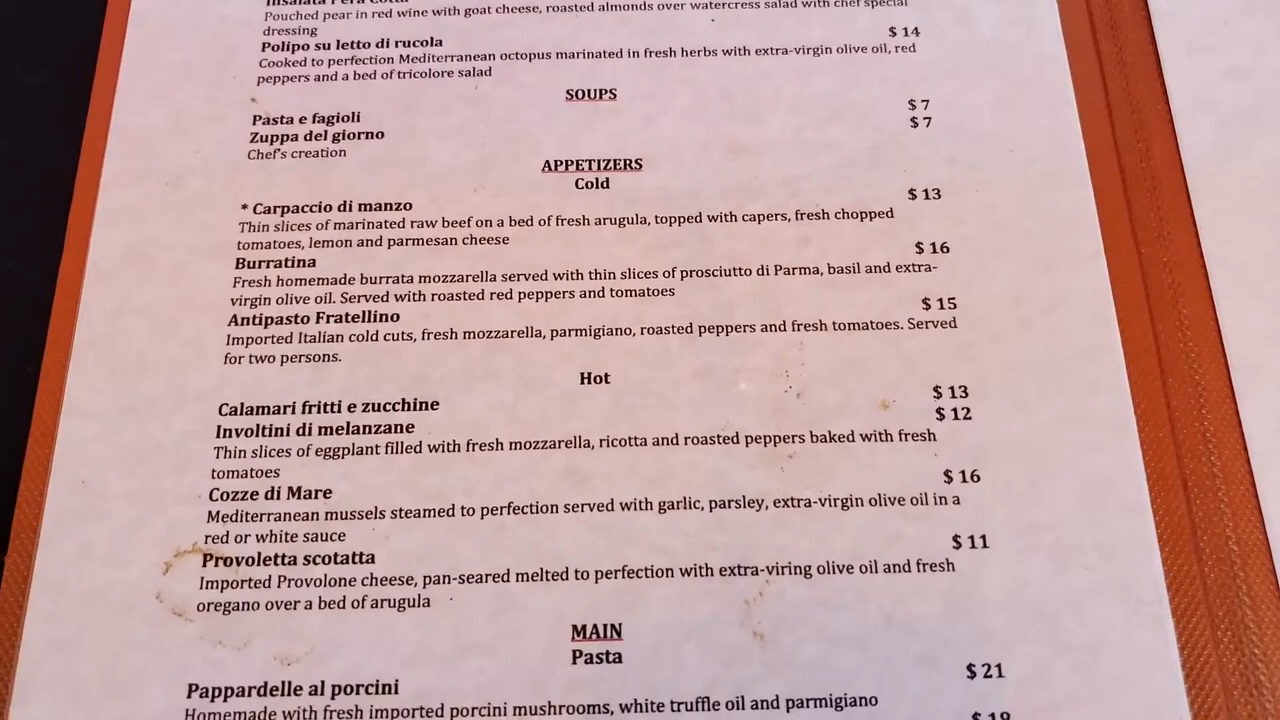 Insalata Pera Cotta
Pouched pear in red wine with goat cheese, roasted almonds over watercress salad with chef special
dressing
Polipo su letto di rucola $ 14
Cooked to perfection Mediterranean octopus marinated in fresh herbs with extra-virgin olive oil, red
peppers and a bed of tricolore salad
SOUPS
Pasta e fagioli $ 7
Zuppa del giorno $ 7
Chef's creation
APPETIZERS
Cold
* Carpaccio di manzo $ 13
Thin slices of marinated raw beef on a bed of fresh arugula, topped with capers, fresh chopped
tomatoes, lemon and parmesan cheese
Burratina $ 16
Fresh homemade burrata mozzarella served with thin slices of prosciutto di Parma, basil and extra-
virgin olive oil. Served with roasted red peppers and tomatoes
Antipasto Fratellino $ 15
Imported Italian cold cuts, fresh mozzarella, parmigiano, roasted peppers and fresh tomatoes. Served
for two persons.
Hot
Calamari fritti e zucchine $ 13
Involtini di melanzane $ 12
Thin slices of eggplant filled with fresh mozzarella, ricotta and roasted peppers baked with fresh
tomatoes
Cozze di Mare $ 16
Mediterranean mussels steamed to perfection served with garlic, parsley, extra-virgin olive oil in a
red or white sauce
Provoletta scotatta $ 11
Imported Provolone cheese, pan-seared melted to perfection with extra-viring olive oil and fresh
oregano over a bed of arugula
MAIN
Pasta
Pappardelle al porcini $ 21
Homemade with fresh imported porcini mushrooms, white truffle oil and parmigiano